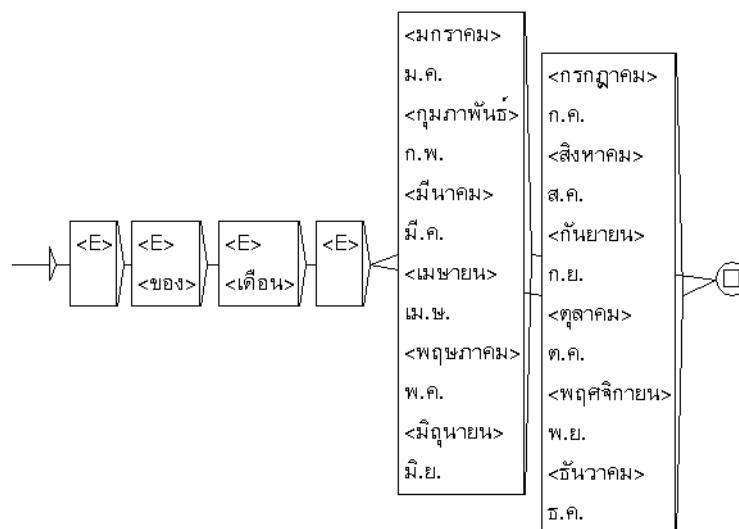 <E>
<E>
<ของ>
<E>
<เดือน>
<E>
<มกราคม>
ม.ค.
<กุมภาพันธ์>
ก.พ.
<มีนาคม>
มี.ค.
<เมษายน>
เม.ษ.
<พฤษภาคม>
พ.ค.
<มิถุนายน>
มิ.ย.
<กรกฎาคม>
ก.ค.
<สิงหาคม>
ส.ค.
<กันยายน>
ก.ย.
<ตุลาคม>
ต.ค.
<พฤศจิกายน>
พ.ย.
<ธันวาคม>
ธ.ค.